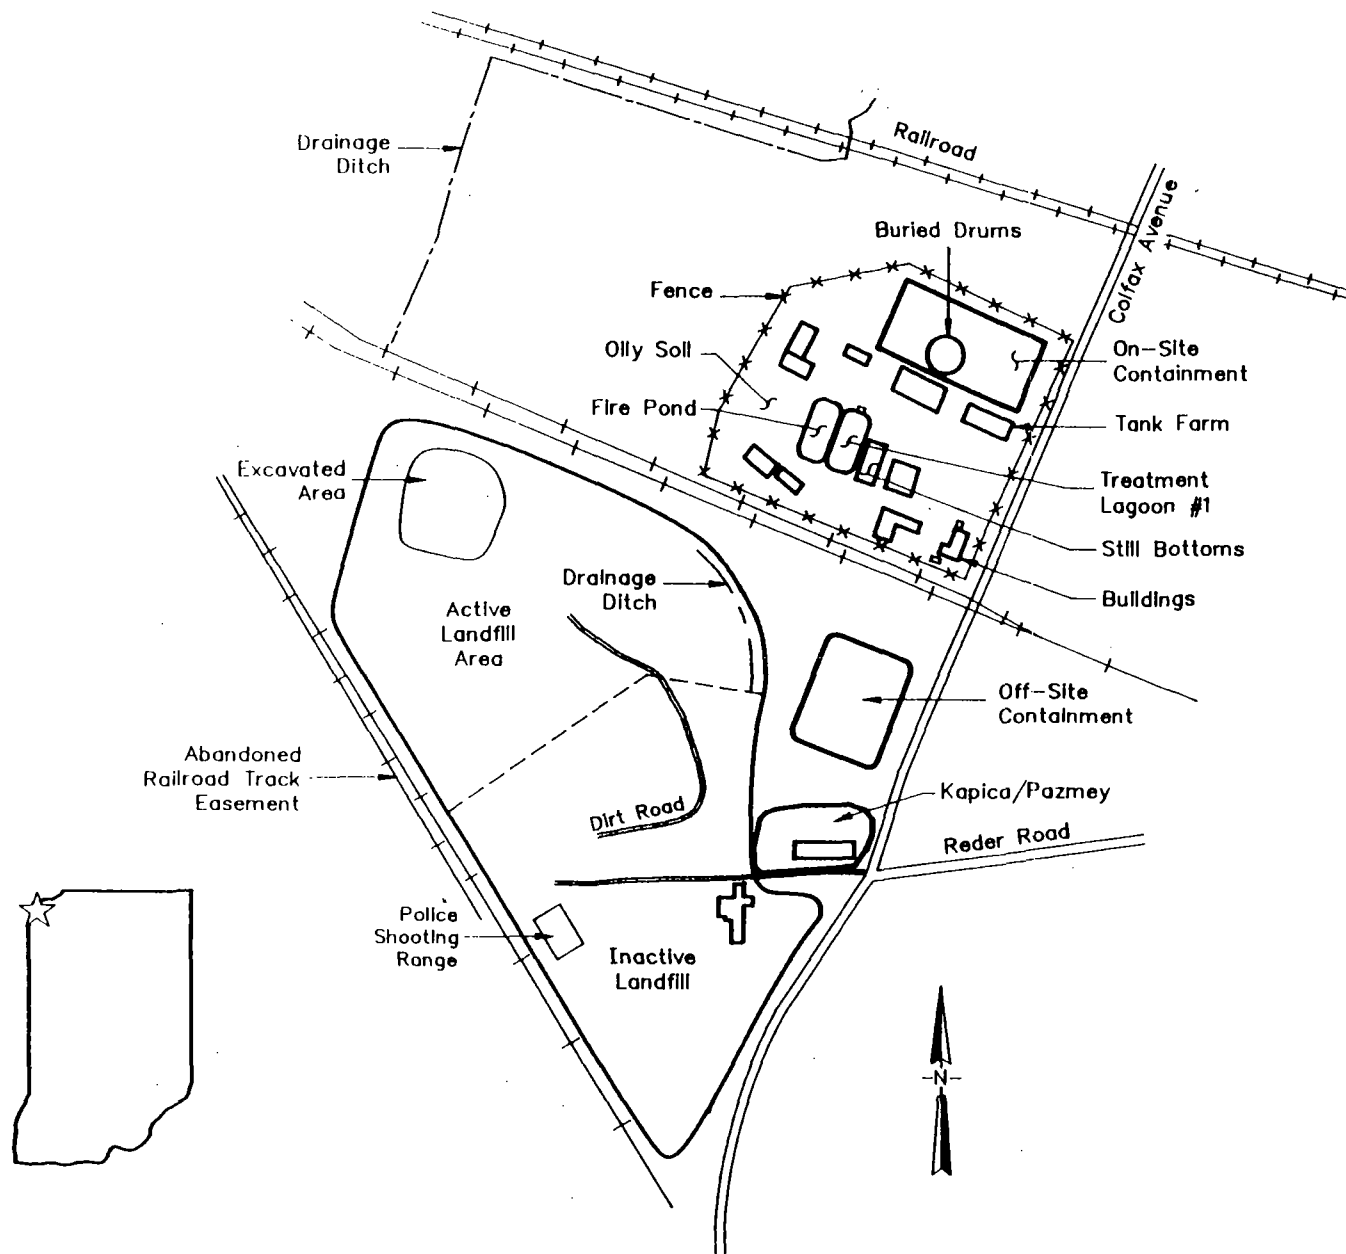 Railroad
Drainage
Ditch
Colfax Avenue
Buried Drums
Fence
Oily Soil
On-Site
Containment
Fire Pond
Tank Farm
Excavated
Area
Treatment
Lagoon #1
Still Bottoms
Drainage
Ditch
Buildings
Active
Landfill
Area
Off-Site
Containment
Abandoned
Railroad Track
Easement
Kapica/Pazmey
Dirt Road
Reder Road
Police
Shooting
Range
Inactive
Landfill
-N-